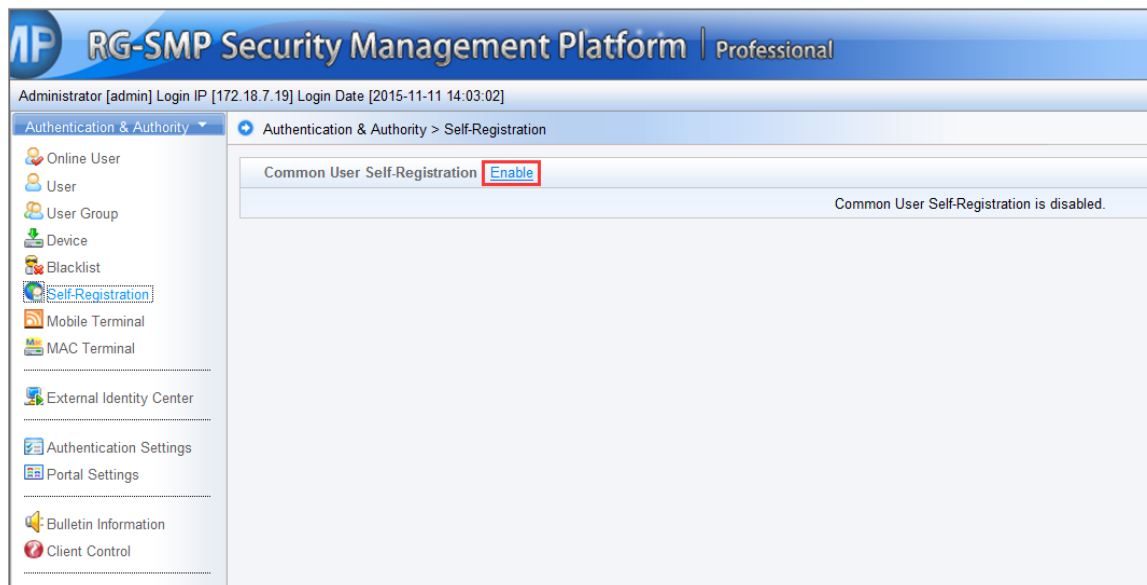 MP RG-SMP Security Management Platform | Professional
Administrator [admin] Login IP [172.18.7.19] Login Date [2015-11-11 14:03:02]
Authentication & Authority
Authentication & Authority > Self-Registration
Online User
User
User Group
Device
Blacklist
Self-Registration
Mobile Terminal
MAC Terminal
External Identity Center
Authentication Settings
Portal Settings
Bulletin Information
Client Control
Common User Self-Registration Enable
Common User Self-Registration is disabled.